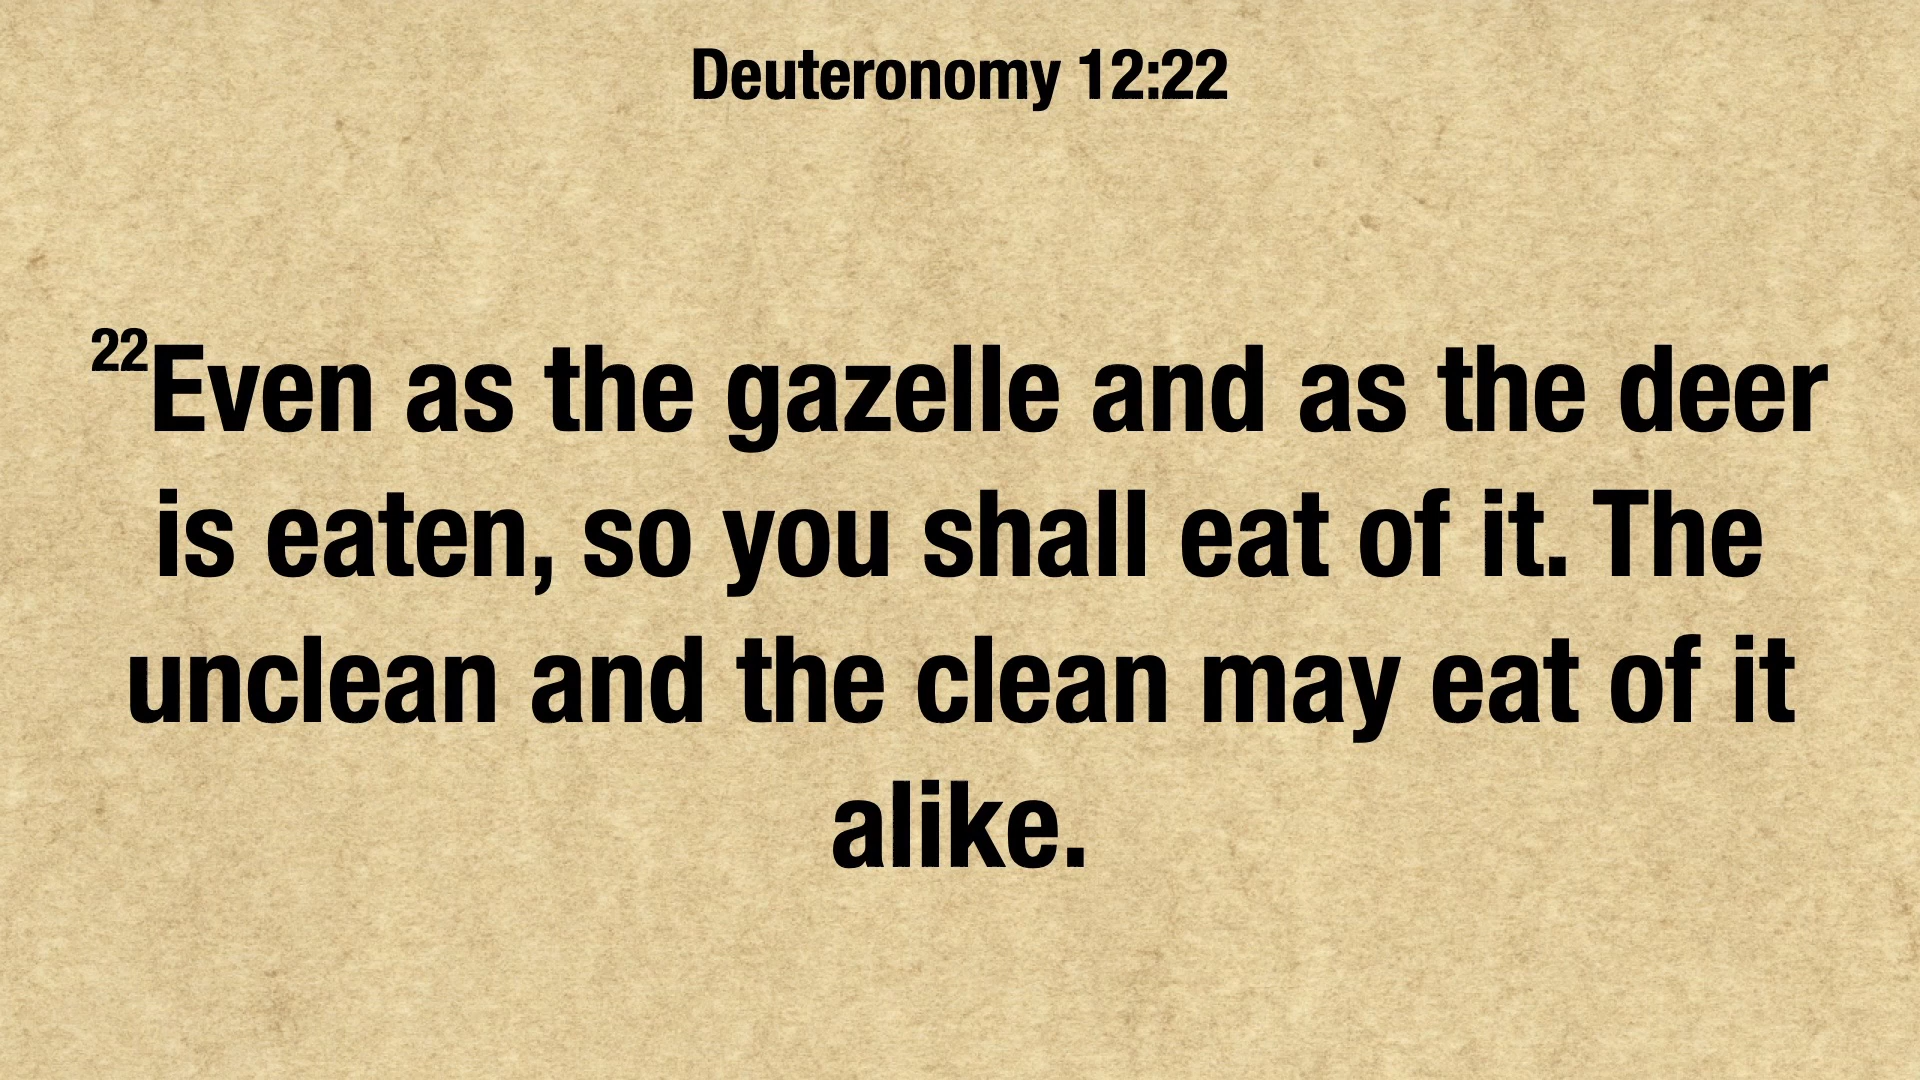 Deuteronomy 12:22
22Even as the gazelle and as the deer
is eaten, so you shall eat of it. The
unclean and the clean may eat of it
alike.